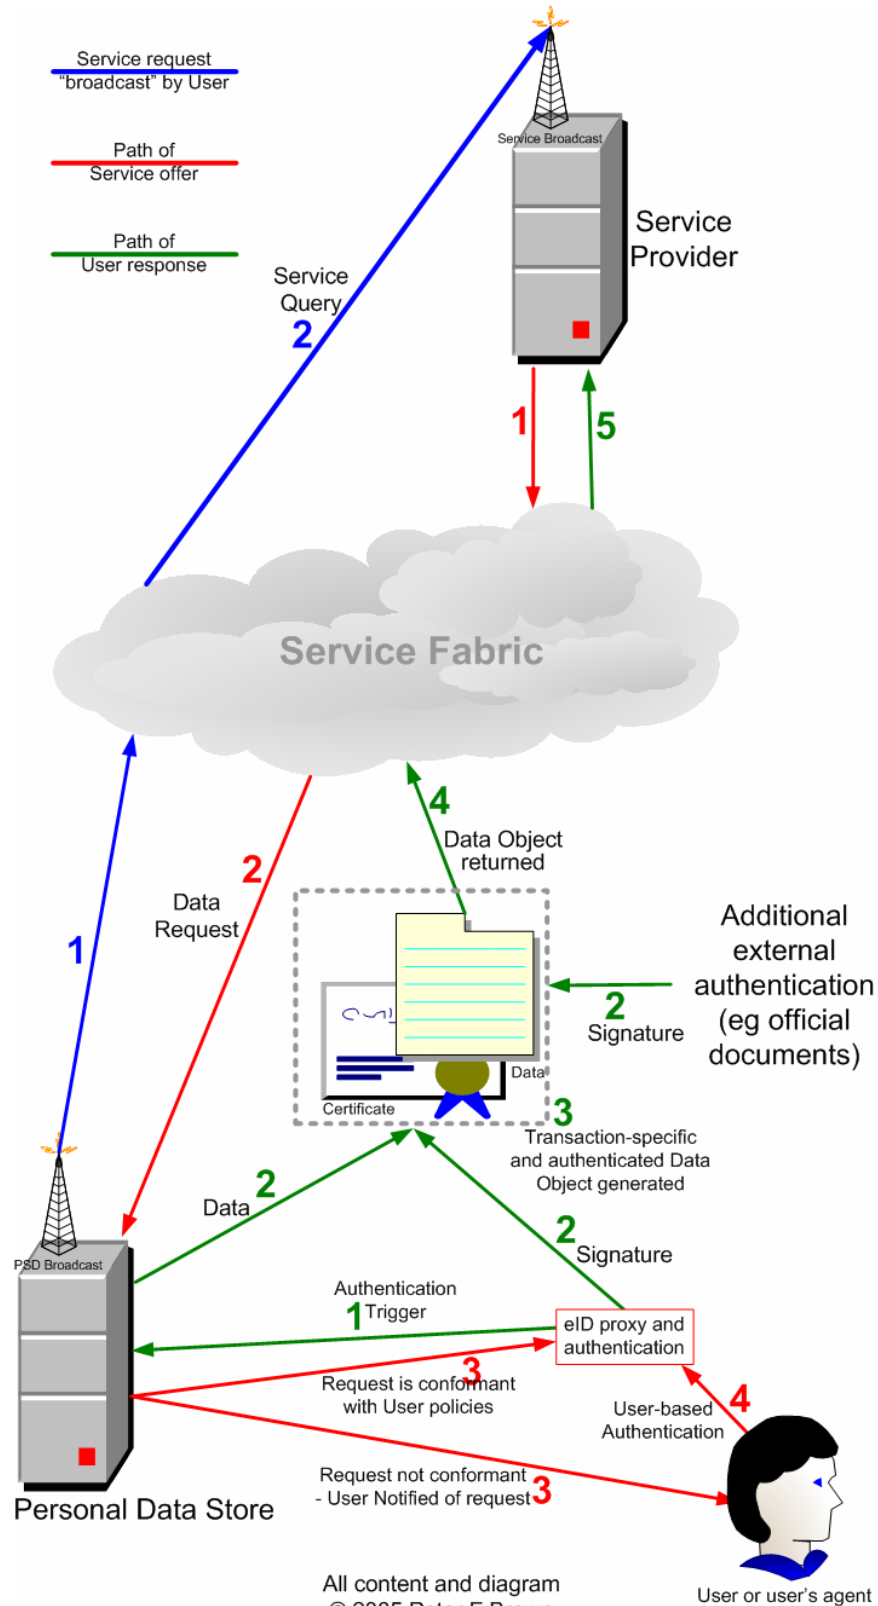 Service request
“broadcast” by User
Path of
Service offer
Path of
User response
Service Broadcast
Service
Provider
Service
Query
2
1
5
Service Fabric
1
2
Data
Request
4
Data Object
returned
Additional
external
authentication
(eg official
documents)
2
Signature
Data
Certificate
3
Transaction-specific
and authenticated Data
Object generated
2
Data
2
Signature
PSD Broadcast
Authentication
Trigger
1
eID proxy and
authentication
3
Request is conformant
with User policies
4
User-based
Authentication
Request not conformant
- User Notified of request
3
Personal Data Store
All content and diagram
© 2005 Peter F Brown
User or user's agent